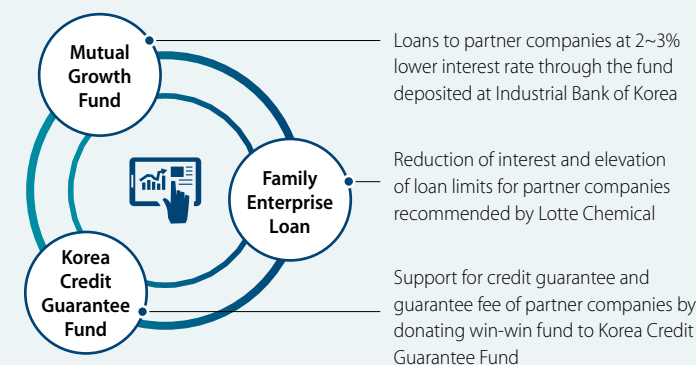 Mutual
Growth
Fund
Loans to partner companies at 2~3%
lower interest rate through the fund
deposited at Industrial Bank of Korea
Family
Enterprise
Loan
Reduction of interest and elevation
of loan limits for partner companies
recommended by Lotte Chemical
Korea
Credit
Guarantee
Fund
Support for credit guarantee and
guarantee fee of partner companies by
donating win-win fund to Korea Credit
Guarantee Fund